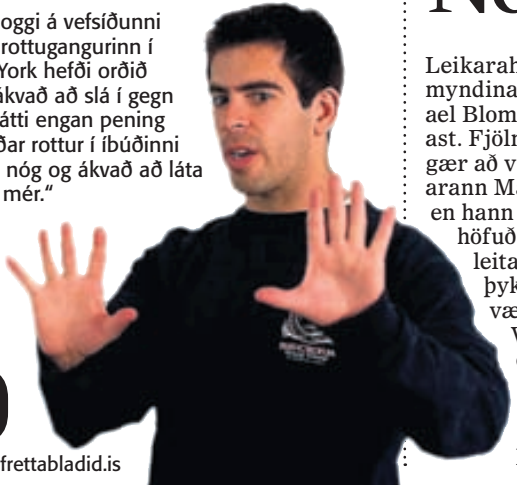 oggi á vefsíðunni
rottugangurinn í
York hefði orðið
ákvað að slá í gegn
átti engan pening
ðar rottur í íbúðinni
nóg og ákvað að láta
mér.“
frettabladid.is
Leikarah
myndina
ael Blom
ast. Fjöln
gær að v
arann Ma
en hann
höfuð
leita
þyk
væ